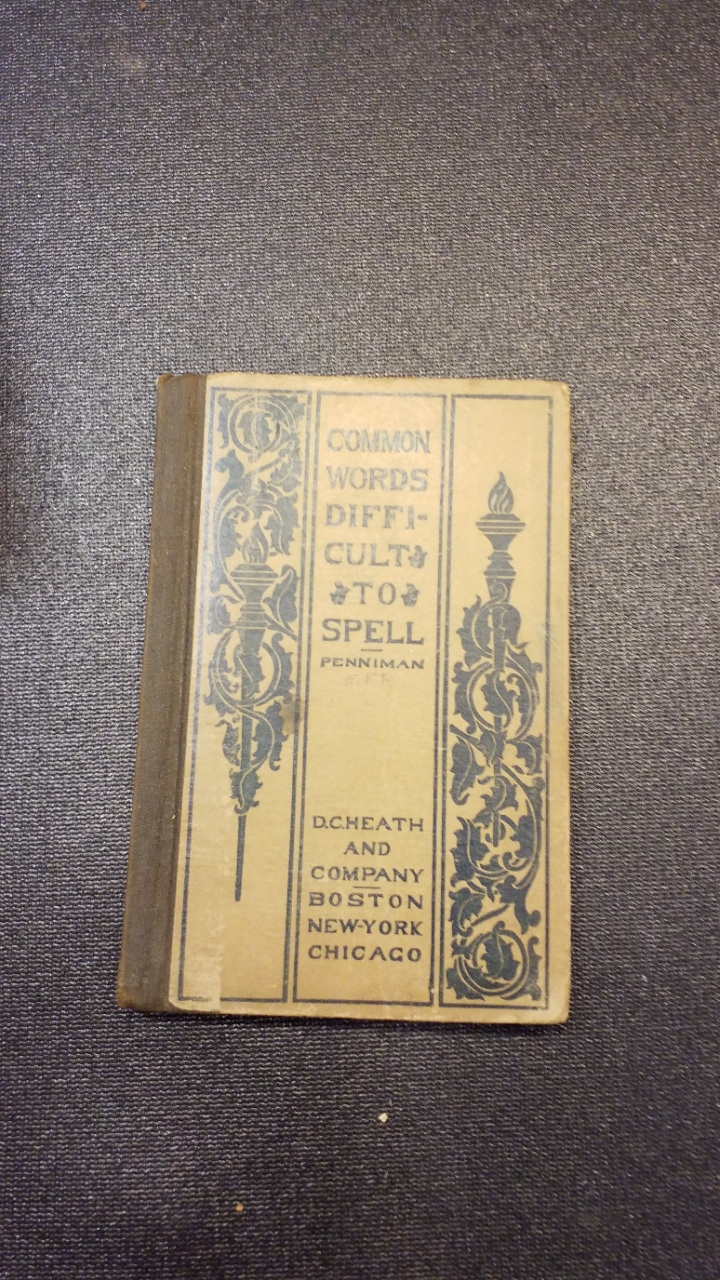 COMMON
WORDS
DIFFI-
CULT
TO
SPELL
PENNIMAN
D.C.HEATH
AND
COMPANY
BOSTON
NEW-YORK
CHICAGO